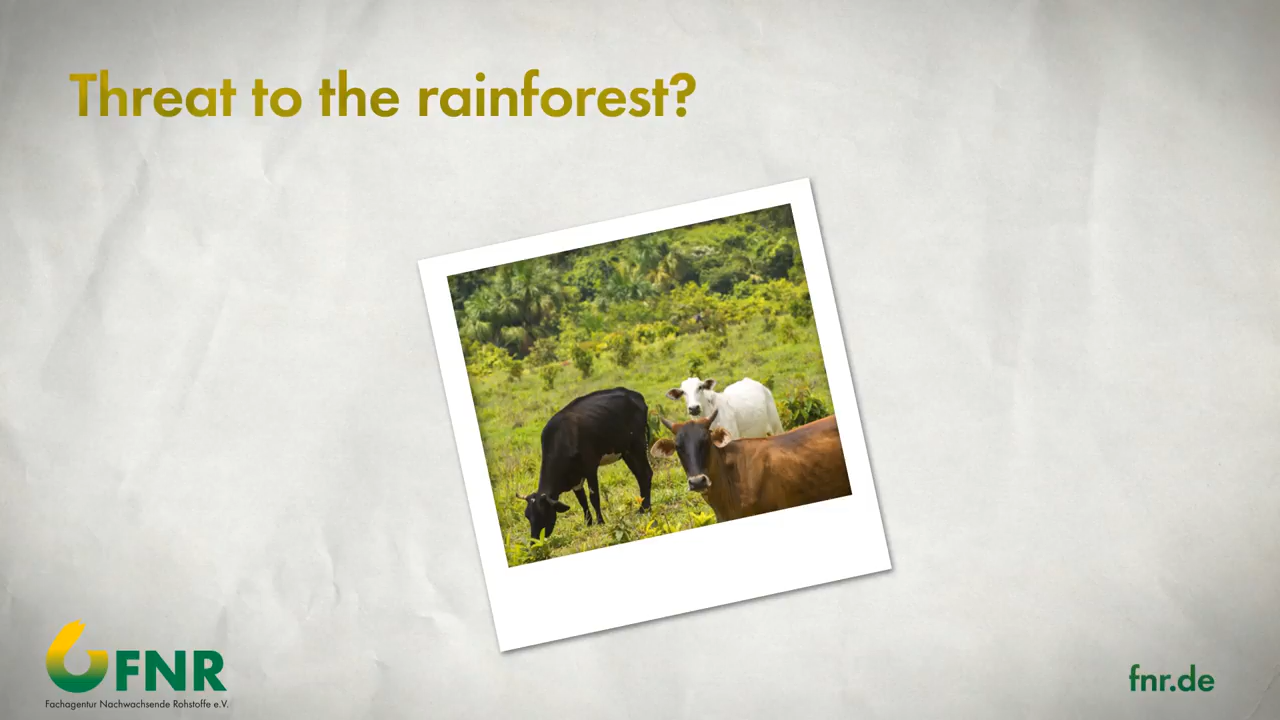 Threat to the rainforest?
FNR
Fachagentur Nachwachsende Rohstoffe e.V.
fnr.de